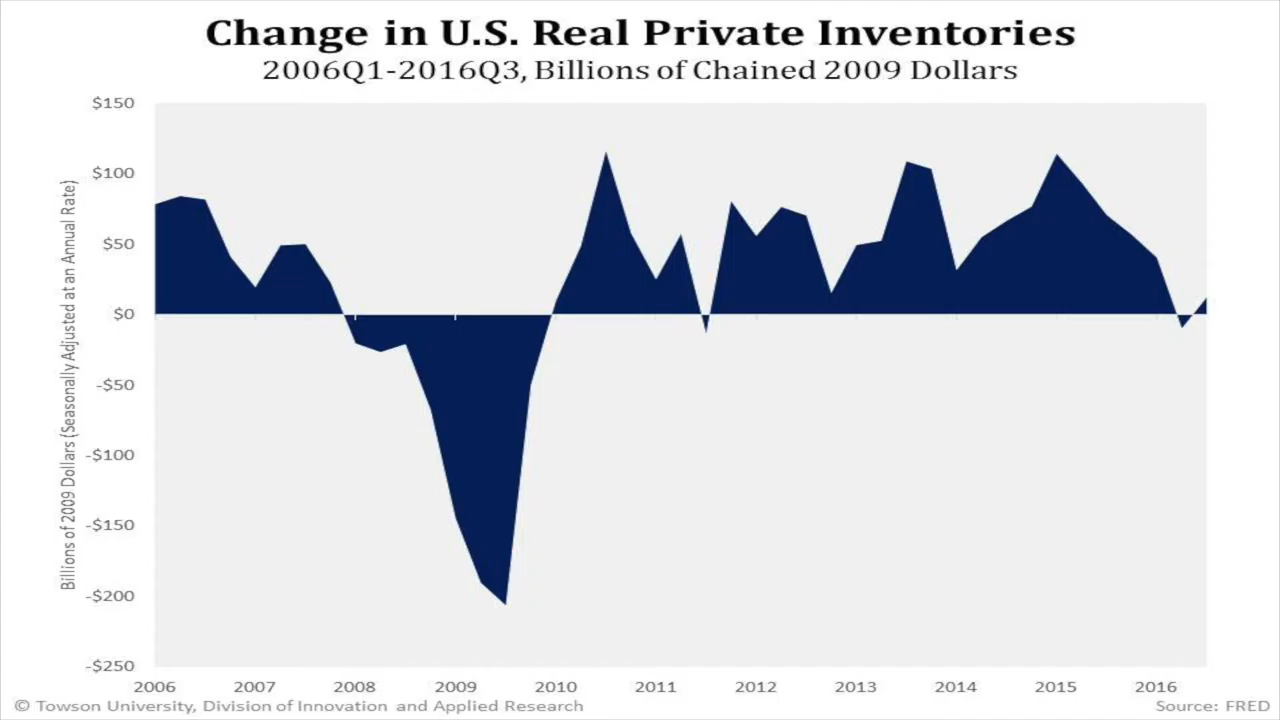 Change in U.S. Real Private Inventories
2006Q1-2016Q3, Billions of Chained 2009 Dollars
Billions of 2009 Dollars (Seasonally Adjusted at an Annual Rate)
$150
$100
$50
$0
-$50
-$100
-$150
-$200
-$250
2006 2007 2008 2009 2010 2011 2012 2013 2014 2015 2016
© Towson University, Division of Innovation and Applied Research Source: FRED